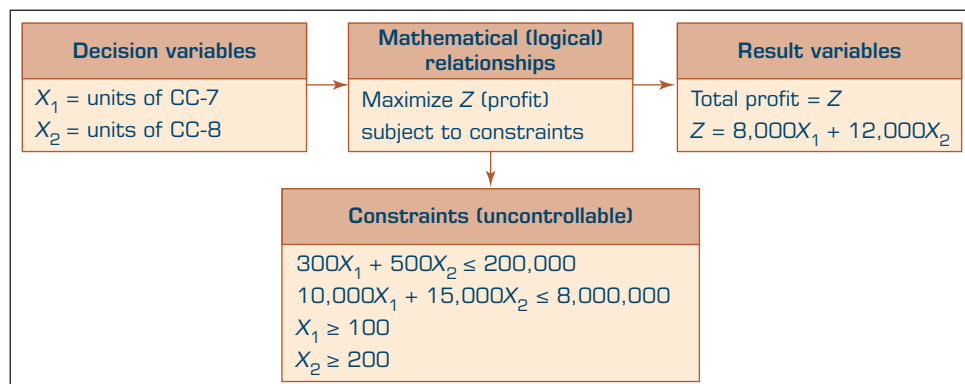 Decision variables
X₁ = units of CC-7
X₂ = units of CC-8
Mathematical (logical)
relationships
Maximize Z (profit)
subject to constraints
Result variables
Total profit = Z
Z = 8,000X₁ + 12,000X₂
Constraints (uncontrollable)
300X₁ + 500X₂ ≤ 200,000
10,000X₁ + 15,000X₂ ≤ 8,000,000
X₁ ≥ 100
X₂ ≥ 200